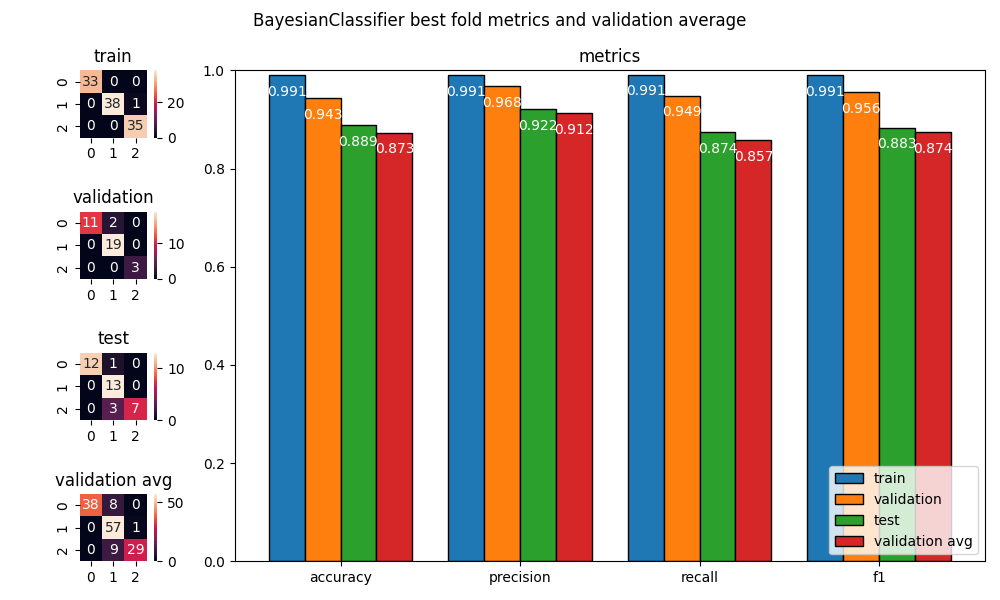 BayesianClassifier best fold metrics and validation average
train
0 33 0 0
1 0 38 1
2 0 0 35
0 1 2
20
0
validation
0 11 2 0
1 0 19 0
2 0 0 3
0 1 2
10
0
test
0 12 1 0
1 0 13 0
2 0 3 7
0 1 2
10
0
validation avg
0 38 8 0
1 0 57 1
2 0 9 29
0 1 2
50
0
metrics
1.0
0.8
0.6
0.4
0.2
0.0
0.991 0.943 0.889 0.873
0.991 0.968 0.922 0.912
0.991 0.949 0.874 0.857
0.991 0.956 0.883 0.874
accuracy precision recall f1
train
validation
test
validation avg